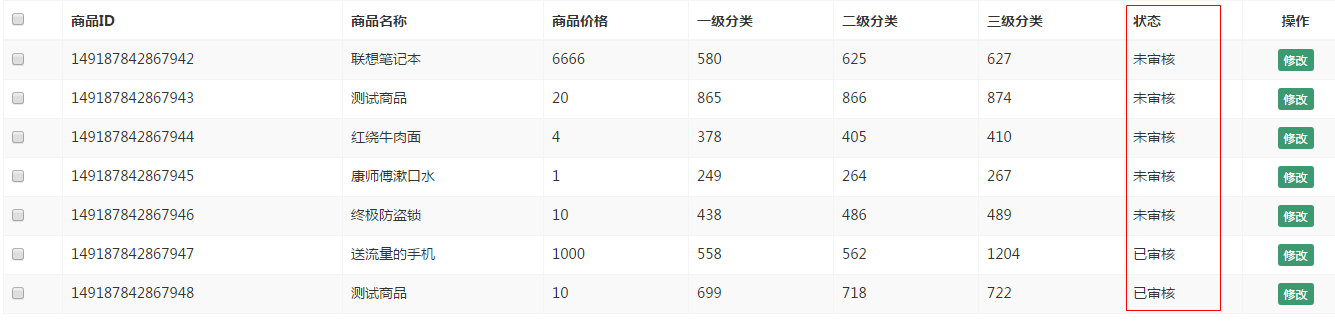 商品ID 商品名称 商品价格 一级分类 二级分类 三级分类 状态 操作
149187842867942 联想笔记本 6666 580 625 627 未审核 修改
149187842867943 测试商品 20 865 866 874 未审核 修改
149187842867944 红绕牛肉面 4 378 405 410 未审核 修改
149187842867945 康师傅漱口水 1 249 264 267 未审核 修改
149187842867946 终极防盗锁 10 438 486 489 未审核 修改
149187842867947 送流量的手机 1000 558 562 1204 已审核 修改
149187842867948 测试商品 10 699 718 722 已审核 修改